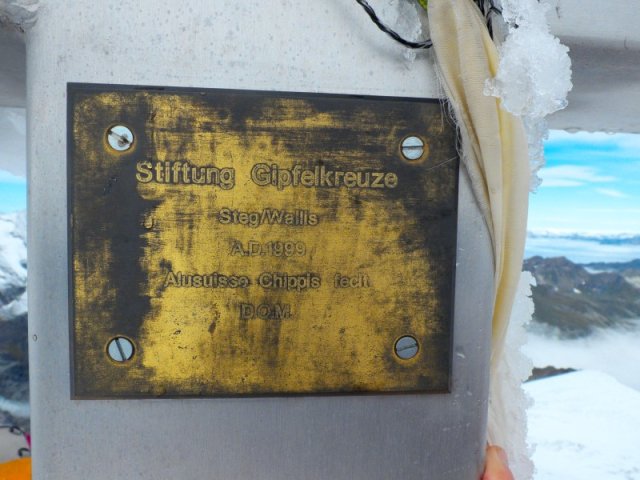 Stiftung Gipfelkreuze
Steg/Wallis
A.D.1999
Alusuisse Chippis fecit
D.O.M.